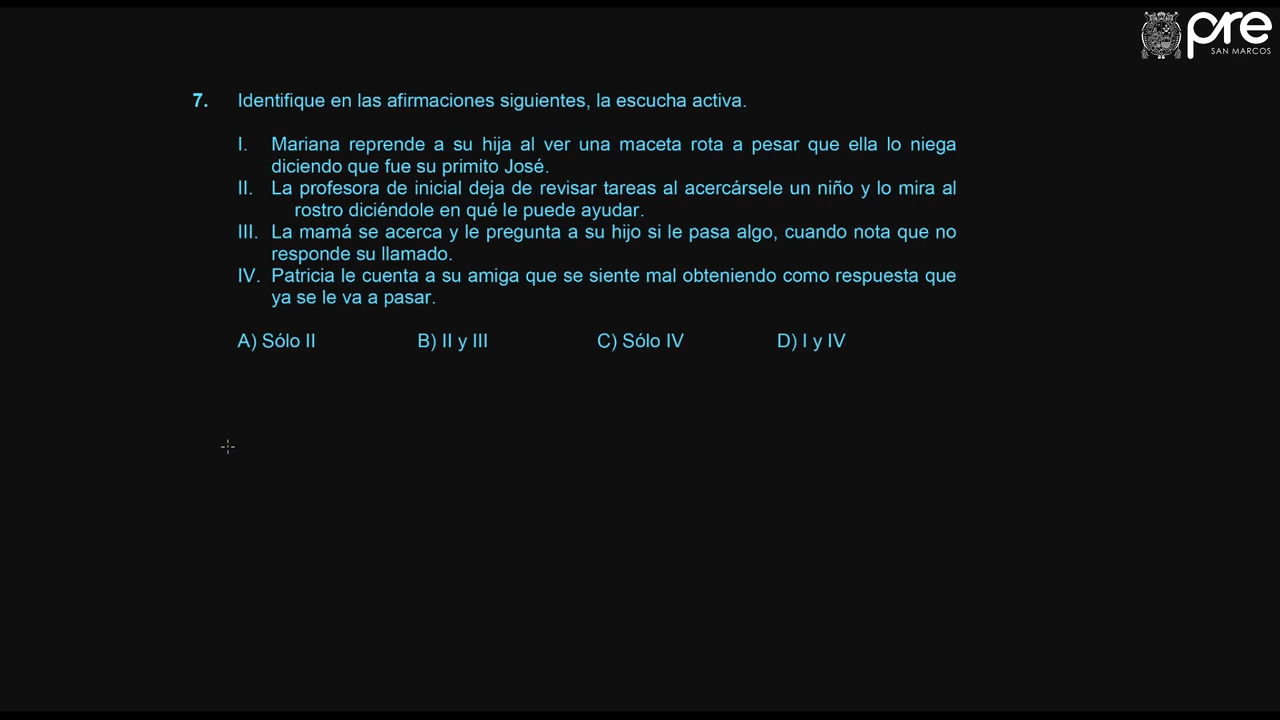 pre
SAN MARCOS
7. Identifique en las afirmaciones siguientes, la escucha activa.
I. Mariana reprende a su hija al ver una maceta rota a pesar que ella lo niega
diciendo que fue su primito José.
II. La profesora de inicial deja de revisar tareas al acercársele un niño y lo mira al
rostro diciéndole en qué le puede ayudar.
III. La mamá se acerca y le pregunta a su hijo si le pasa algo, cuando nota que no
responde su llamado.
IV. Patricia le cuenta a su amiga que se siente mal obteniendo como respuesta que
ya se le va a pasar.
A) Sólo II B) II y III C) Sólo IV D) I y IV